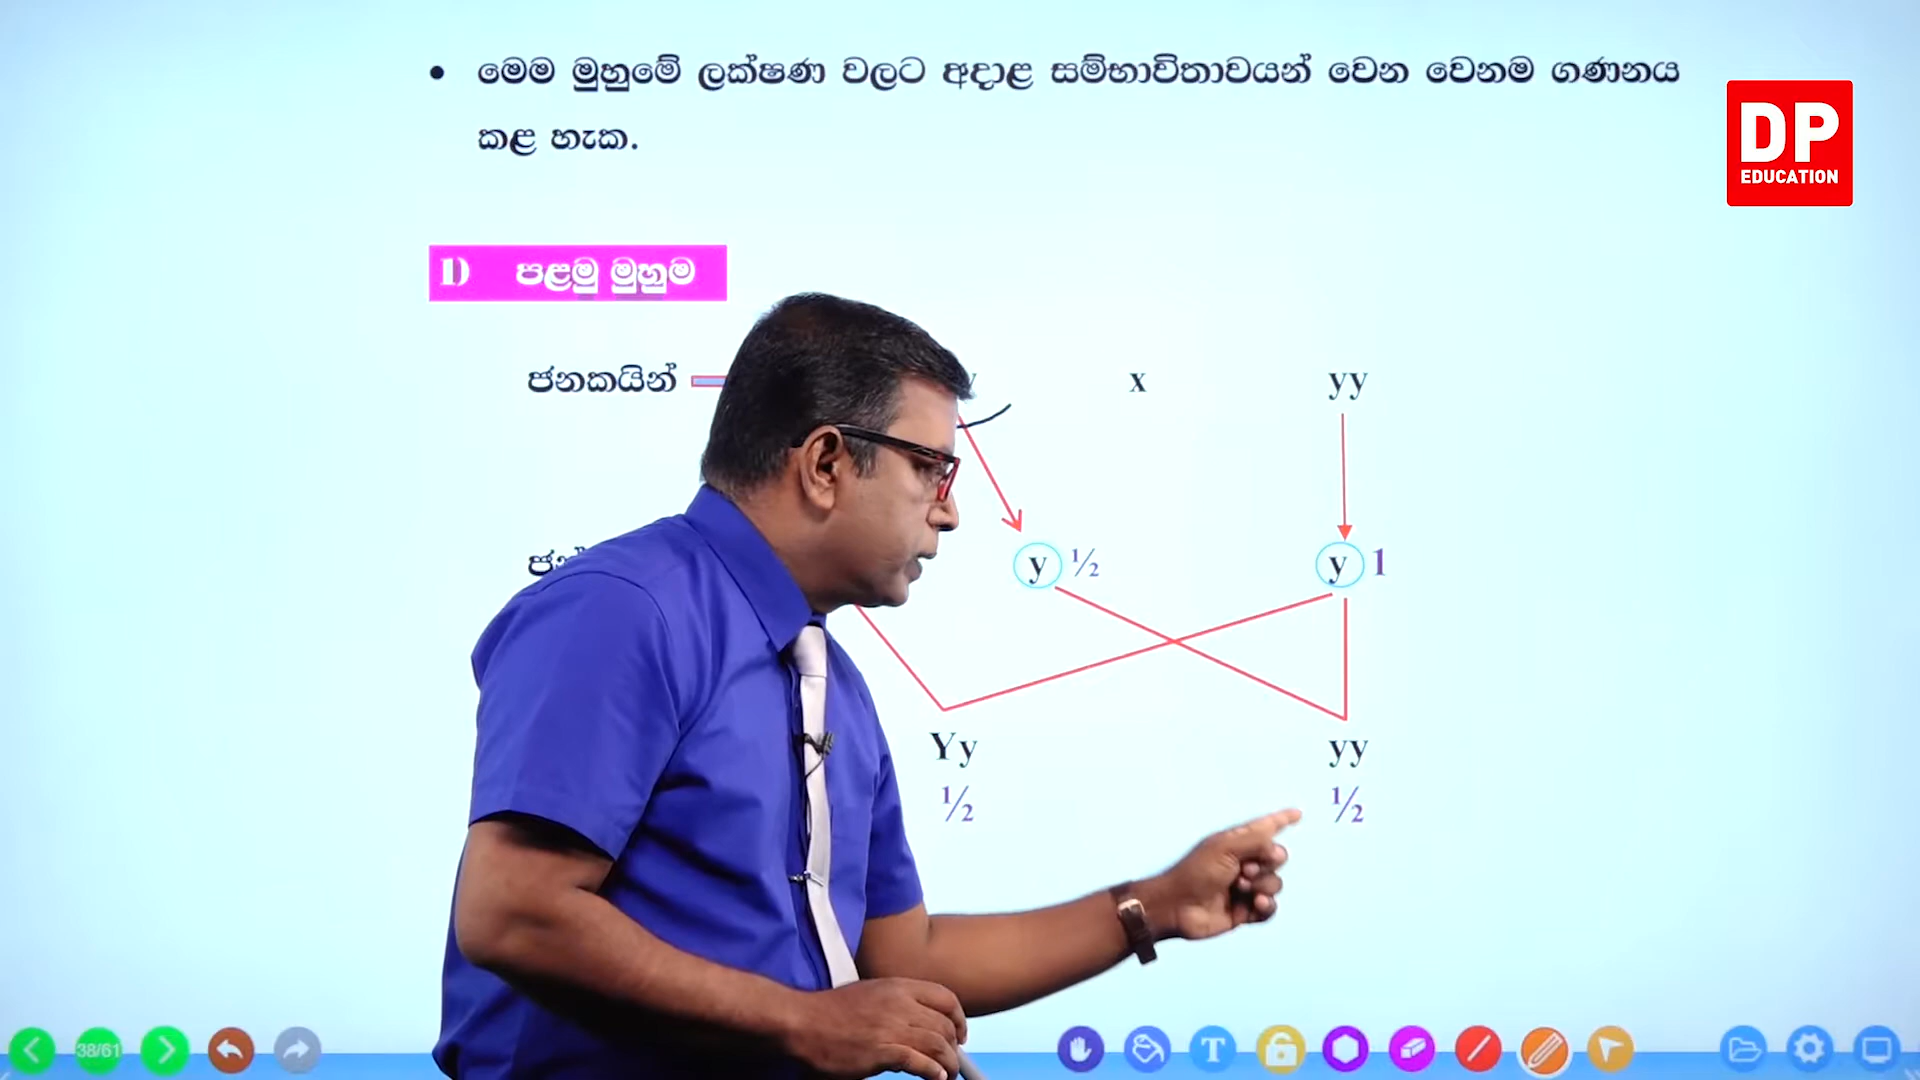 • මෙම මුහුමේ ලක්ෂණ වලට අදාළ සම්භාවිතාවයන් වෙන වෙනම ගණනය
කළ හැක.
DP
EDUCATION
1) පළමු මුහුම
ජනකයින් x yy
y ½ y 1
Yy yy
½ ½
38/61
T